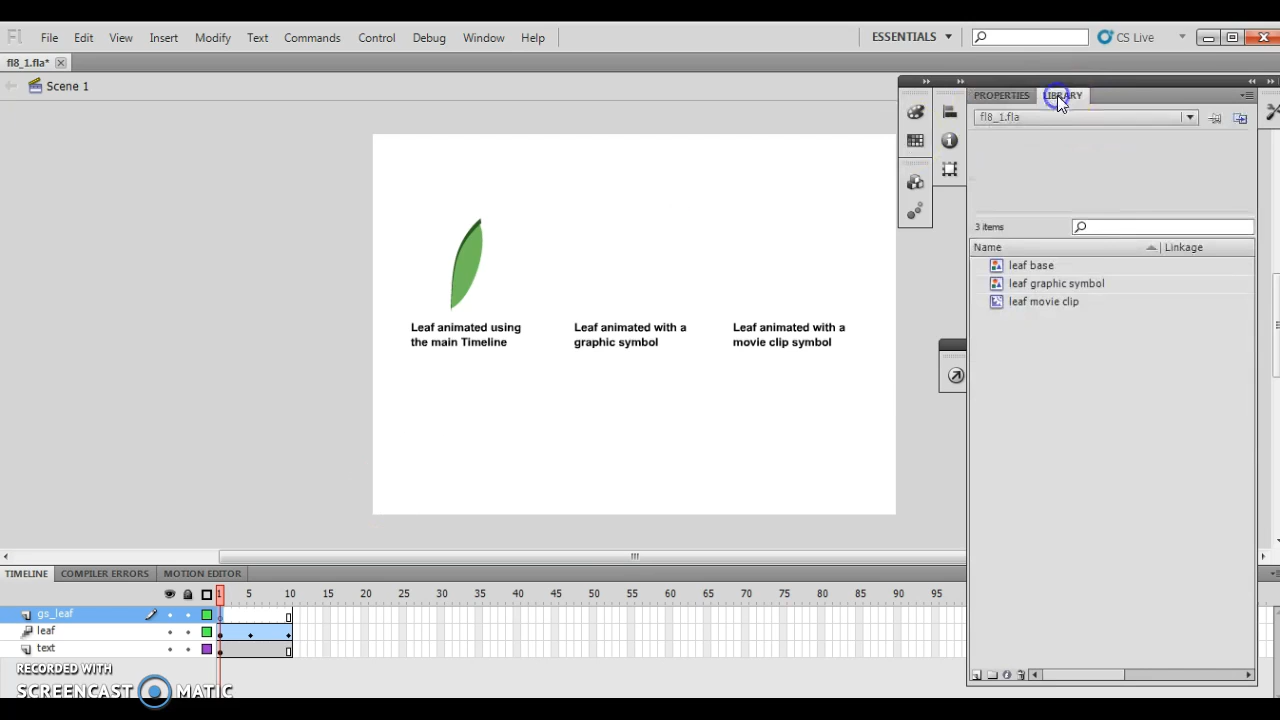 Fl File Edit View Insert Modify Text Commands Control Debug Window Help ESSENTIALS CS Live
fl8_1.fla*
Scene 1
PROPERTIES LIBRARY
fl8_1.fla
3 items
Name Linkage
leaf base
leaf graphic symbol
leaf movie clip
Leaf animated using
the main Timeline
Leaf animated with a
graphic symbol
Leaf animated with a
movie clip symbol
TIMELINE COMPILER ERRORS MOTION EDITOR
1 5 10 15 20 25 30 35 40 45 50 55 60 65 70 75 80 85 90 95
gs_leaf
leaf
text
RECORDED WITH
SCREENCAST MATIC